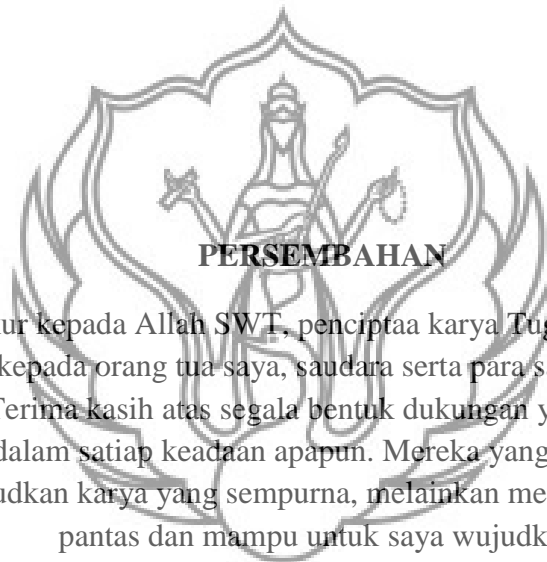 PERSEMBAHAN
ur kepada Allah SWT, penciptaa karya Tug
kepada orang tua saya, saudara serta para sa
Terima kasih atas segala bentuk dukungan y
dalam satiap keadaan apapun. Mereka yang
udkan karya yang sempurna, melainkan me
pantas dan mampu untuk saya wujudk